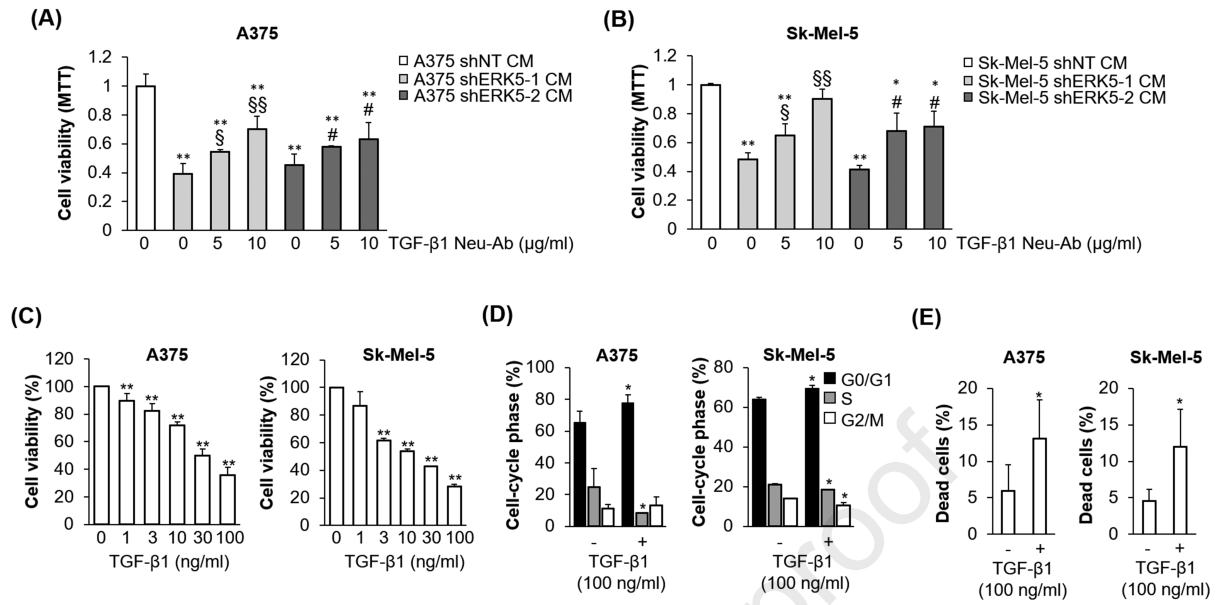 (A)
A375
Cell viability (MTT)
1.2
1
0.8
0.6
0.4
0.2
0
** ** ** ** ** **
§ §§ # #
A375 shNT CM
A375 shERK5-1 CM
A375 shERK5-2 CM
0 0 5 10 0 5 10 TGF-β1 Neu-Ab (µg/ml)
(B)
Sk-Mel-5
Cell viability (MTT)
1.2
1
0.8
0.6
0.4
0.2
0
** ** ** * *
§ §§ # #
Sk-Mel-5 shNT CM
Sk-Mel-5 shERK5-1 CM
Sk-Mel-5 shERK5-2 CM
0 0 5 10 0 5 10 TGF-β1 Neu-Ab (µg/ml)
(C)
A375
Cell viability (%)
120
100
80
60
40
20
0
** ** ** ** **
0 1 3 10 30 100
TGF-β1 (ng/ml)
Sk-Mel-5
Cell viability (%)
120
100
80
60
40
20
0
** ** ** **
0 1 3 10 30 100
TGF-β1 (ng/ml)
(D)
A375
Cell-cycle phase (%)
100
80
60
40
20
0
* *
- +
TGF-β1
(100 ng/ml)
Sk-Mel-5
Cell-cycle phase (%)
80
60
40
20
0
* * *
G0/G1
S
G2/M
- +
TGF-β1
(100 ng/ml)
(E)
A375
Dead cells (%)
20
15
10
5
0
*
- +
TGF-β1
(100 ng/ml)
Sk-Mel-5
Dead cells (%)
20
15
10
5
0
*
- +
TGF-β1
(100 ng/ml)
proof